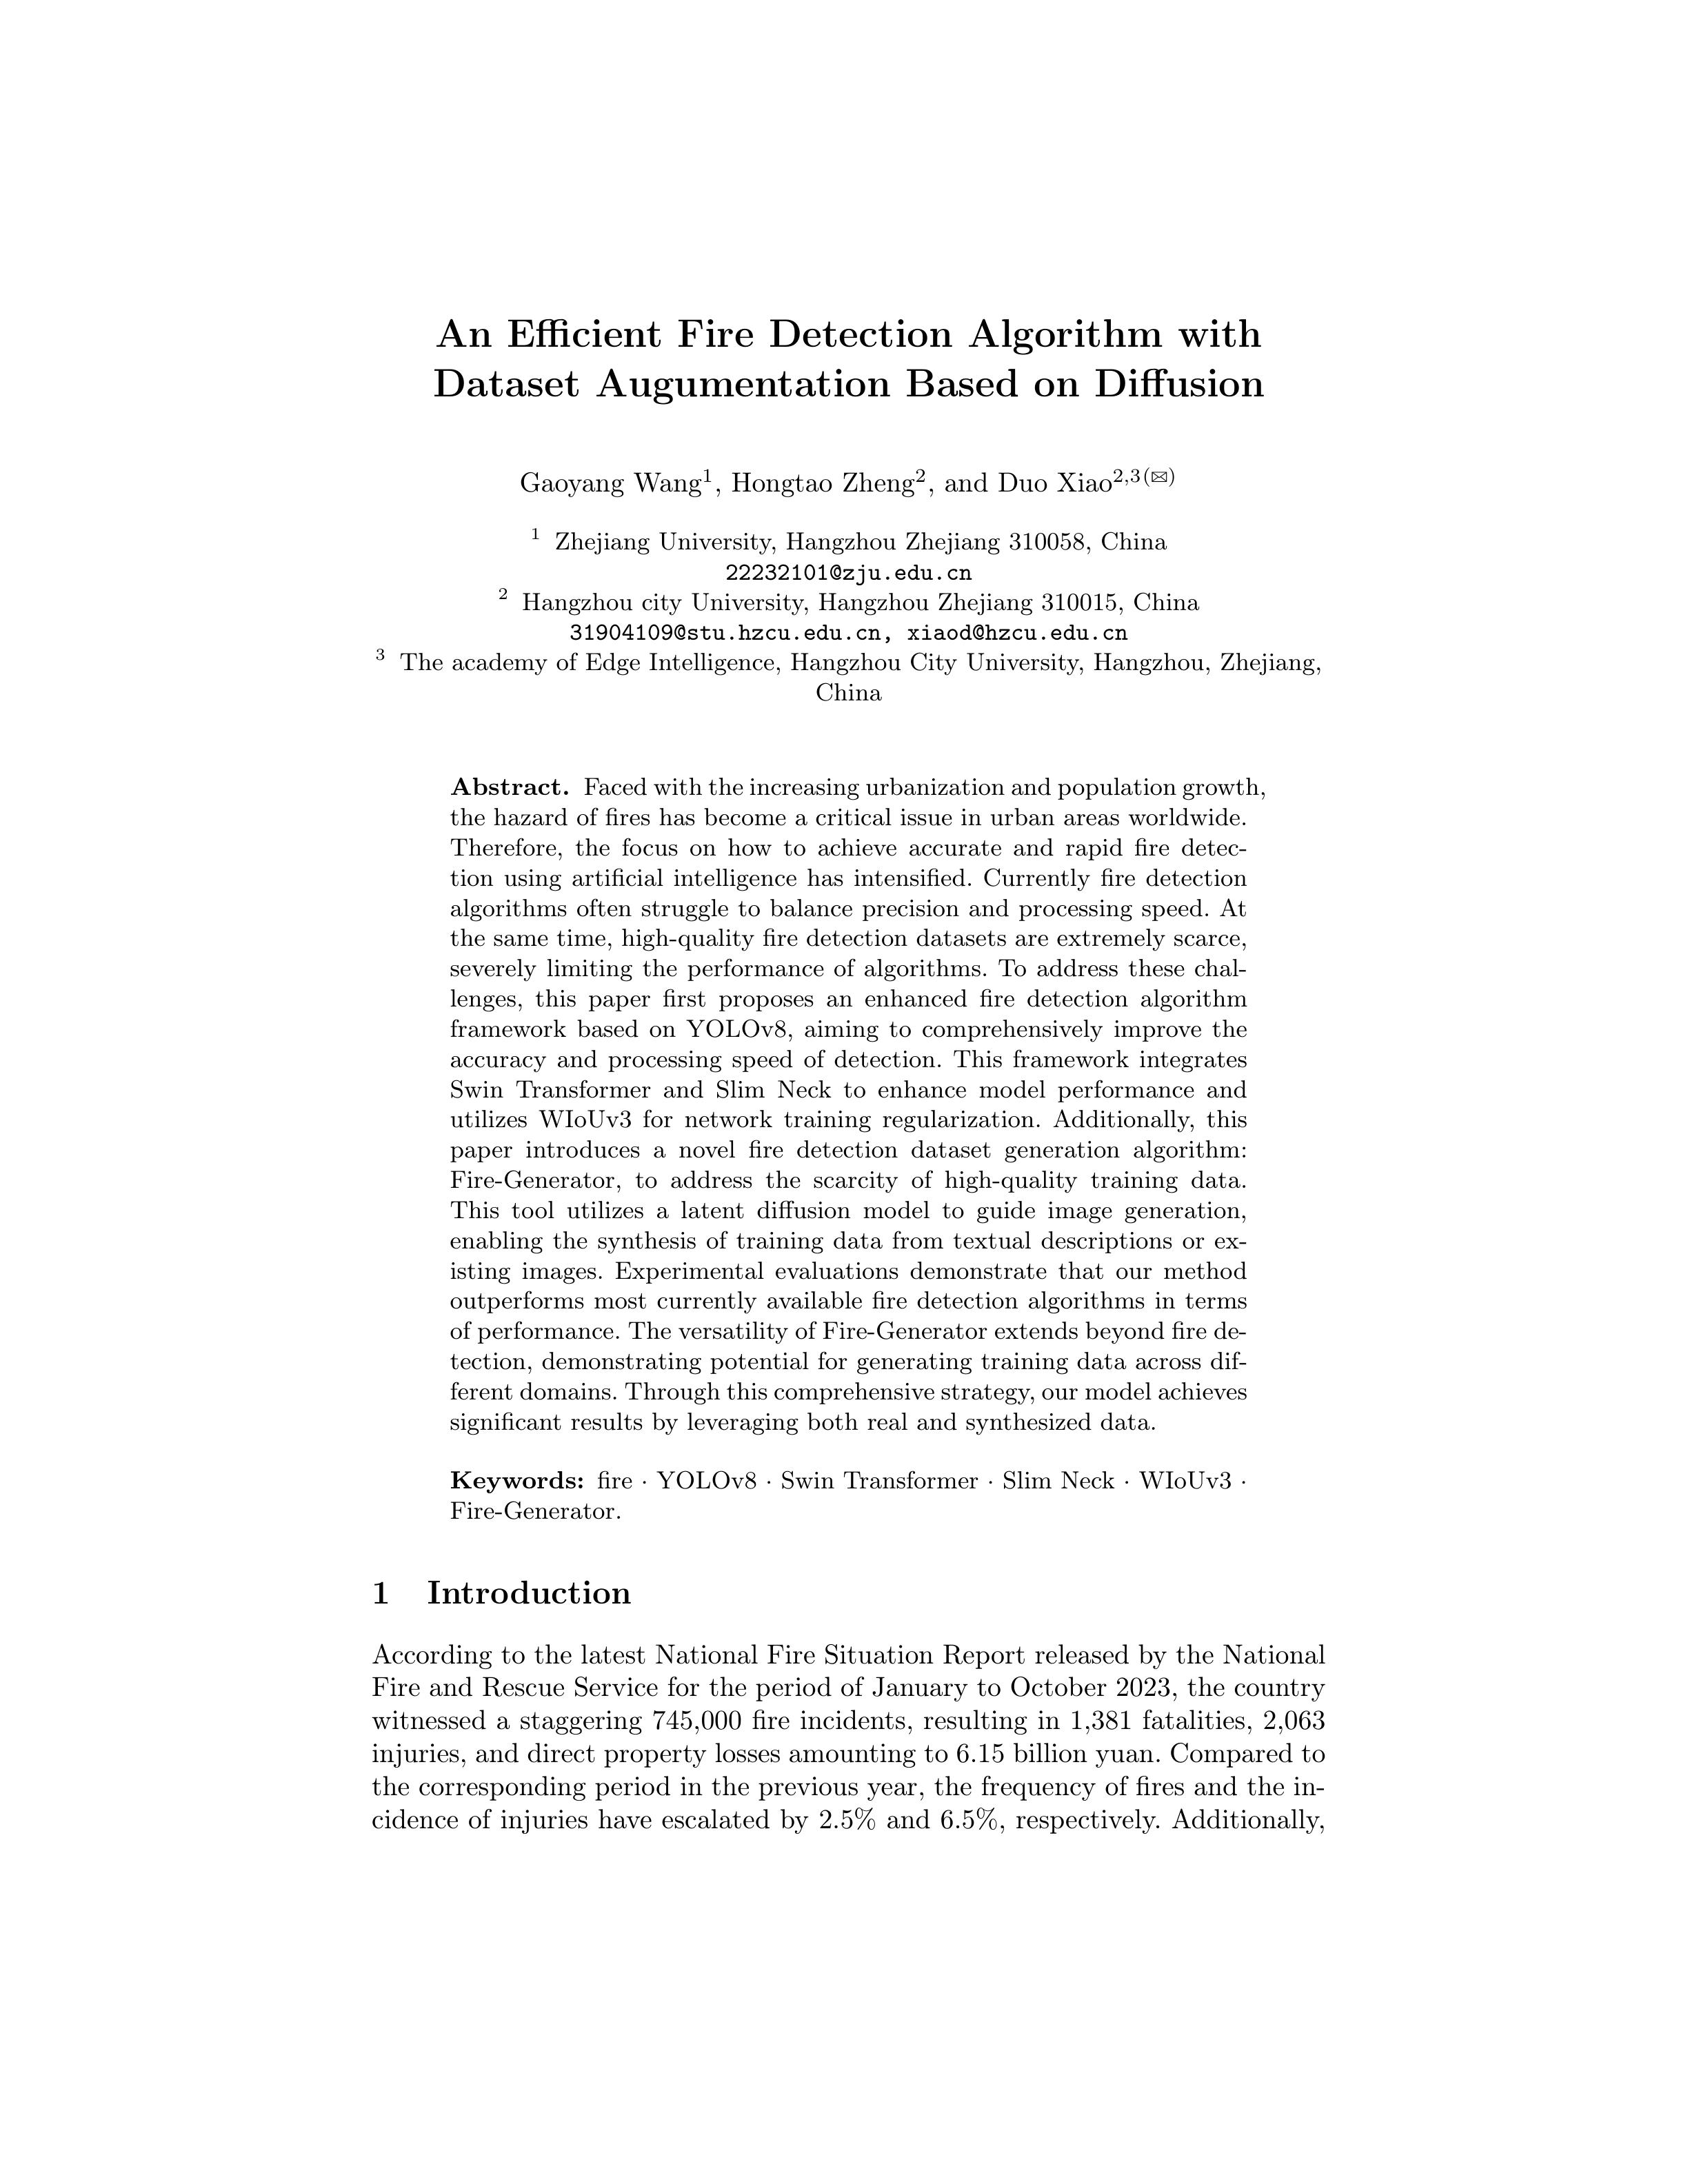 An Efficient Fire Detection Algorithm with
Dataset Augumentation Based on Diffusion
Gaoyang Wang1, Hongtao Zheng2, and Duo Xiao2,3(✉)
1 Zhejiang University, Hangzhou Zhejiang 310058, China
22232101@zju.edu.cn
2 Hangzhou city University, Hangzhou Zhejiang 310015, China
31904109@stu.hzcu.edu.cn, xiaod@hzcu.edu.cn
3 The academy of Edge Intelligence, Hangzhou City University, Hangzhou, Zhejiang,
China
Abstract. Faced with the increasing urbanization and population growth,
the hazard of fires has become a critical issue in urban areas worldwide.
Therefore, the focus on how to achieve accurate and rapid fire detec-
tion using artificial intelligence has intensified. Currently fire detection
algorithms often struggle to balance precision and processing speed. At
the same time, high-quality fire detection datasets are extremely scarce,
severely limiting the performance of algorithms. To address these chal-
lenges, this paper first proposes an enhanced fire detection algorithm
framework based on YOLOv8, aiming to comprehensively improve the
accuracy and processing speed of detection. This framework integrates
Swin Transformer and Slim Neck to enhance model performance and
utilizes WIoUv3 for network training regularization. Additionally, this
paper introduces a novel fire detection dataset generation algorithm:
Fire-Generator, to address the scarcity of high-quality training data.
This tool utilizes a latent diffusion model to guide image generation,
enabling the synthesis of training data from textual descriptions or ex-
isting images. Experimental evaluations demonstrate that our method
outperforms most currently available fire detection algorithms in terms
of performance. The versatility of Fire-Generator extends beyond fire de-
tection, demonstrating potential for generating training data across dif-
ferent domains. Through this comprehensive strategy, our model achieves
significant results by leveraging both real and synthesized data.
Keywords: fire · YOLOv8 · Swin Transformer · Slim Neck · WIoUv3 ·
Fire-Generator.
1 Introduction
According to the latest National Fire Situation Report released by the National
Fire and Rescue Service for the period of January to October 2023, the country
witnessed a staggering 745,000 fire incidents, resulting in 1,381 fatalities, 2,063
injuries, and direct property losses amounting to 6.15 billion yuan. Compared to
the corresponding period in the previous year, the frequency of fires and the in-
cidence of injuries have escalated by 2.5% and 6.5%, respectively. Additionally,